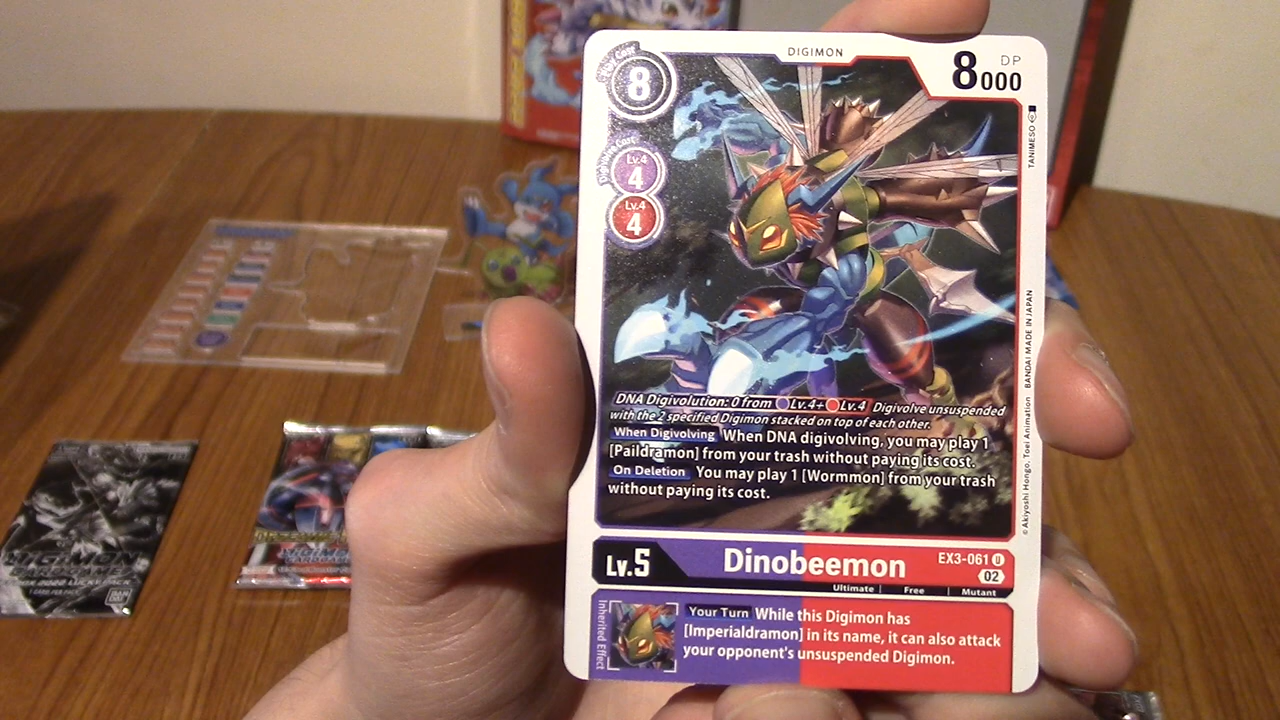 DIGIMON
8
DP
8000
Lv.4
4
Lv.4
4
TANIMESO
DNA Digivolution: 0 from Lv.4+ Lv.4 Digivolve unsuspended
with the 2 specified Digimon stacked on top of each other.
When Digivolving When DNA digivolving, you may play 1
[Paildramon] from your trash without paying its cost.
On Deletion You may play 1 [Wormmon] from your trash
without paying its cost.
©Akiyoshi Hongo, Toei Animation BANDAI MADE IN JAPAN
Lv.5 Dinobeemon EX3-061 U
02
Ultimate | Free | Mutant
Inherited Effect
Your Turn While this Digimon has
[Imperialdramon] in its name, it can also attack
your opponent's unsuspended Digimon.
DIGIMON